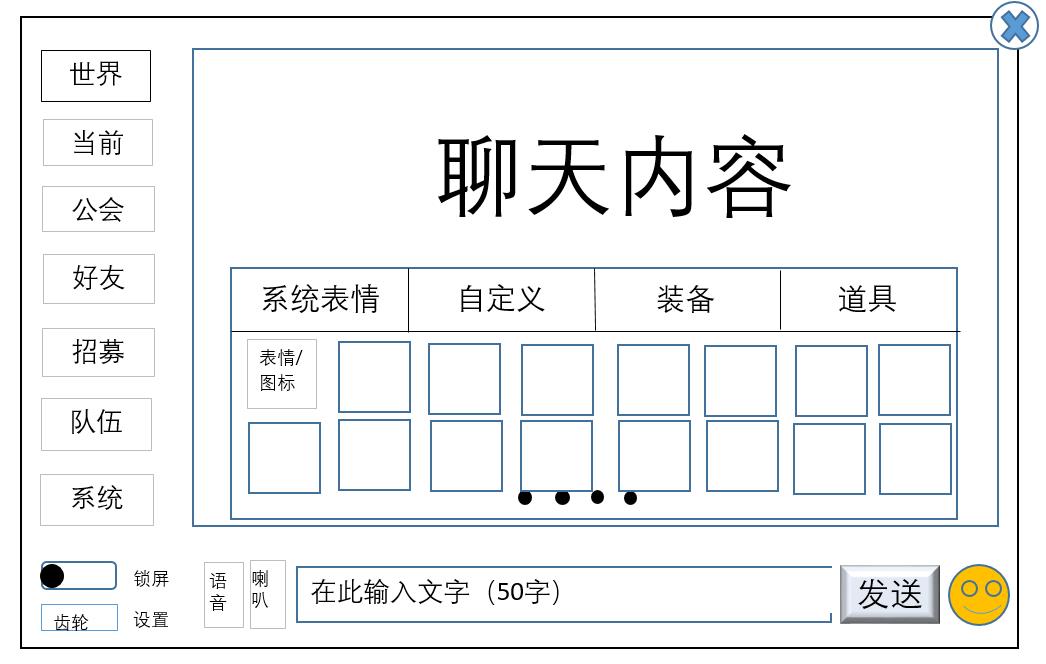 世界
当前
公会
好友
招募
队伍
系统
聊天内容
系统表情
自定义
装备
道具
表情/
图标
锁屏
齿轮
设置
语
音
喇
叭
在此输入文字（50字）
发送